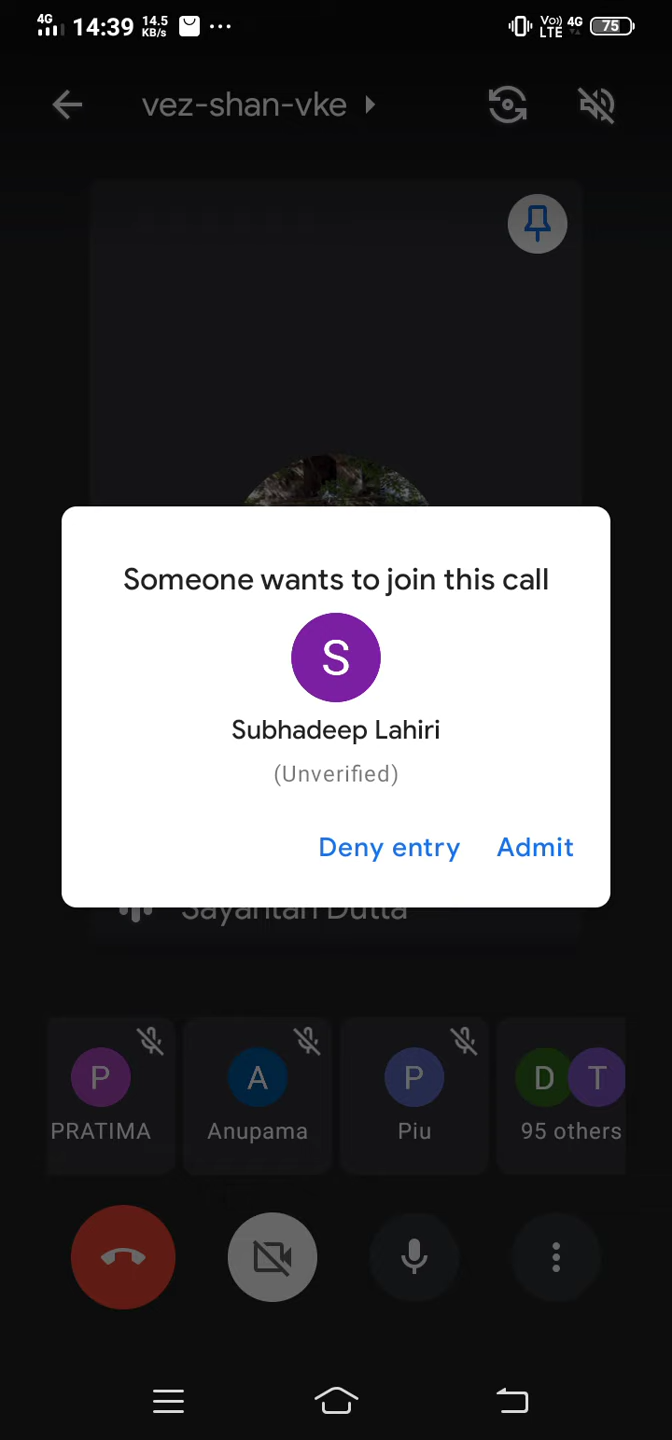 4G 14:39 14.5 KB/s ... Vo)) LTE 4G 75
vez-shan-vke
Someone wants to join this call
S
Subhadeep Lahiri
(Unverified)
Deny entry Admit
Sayantan Dutta
P A P D T
PRATIMA Anupama Piu 95 others